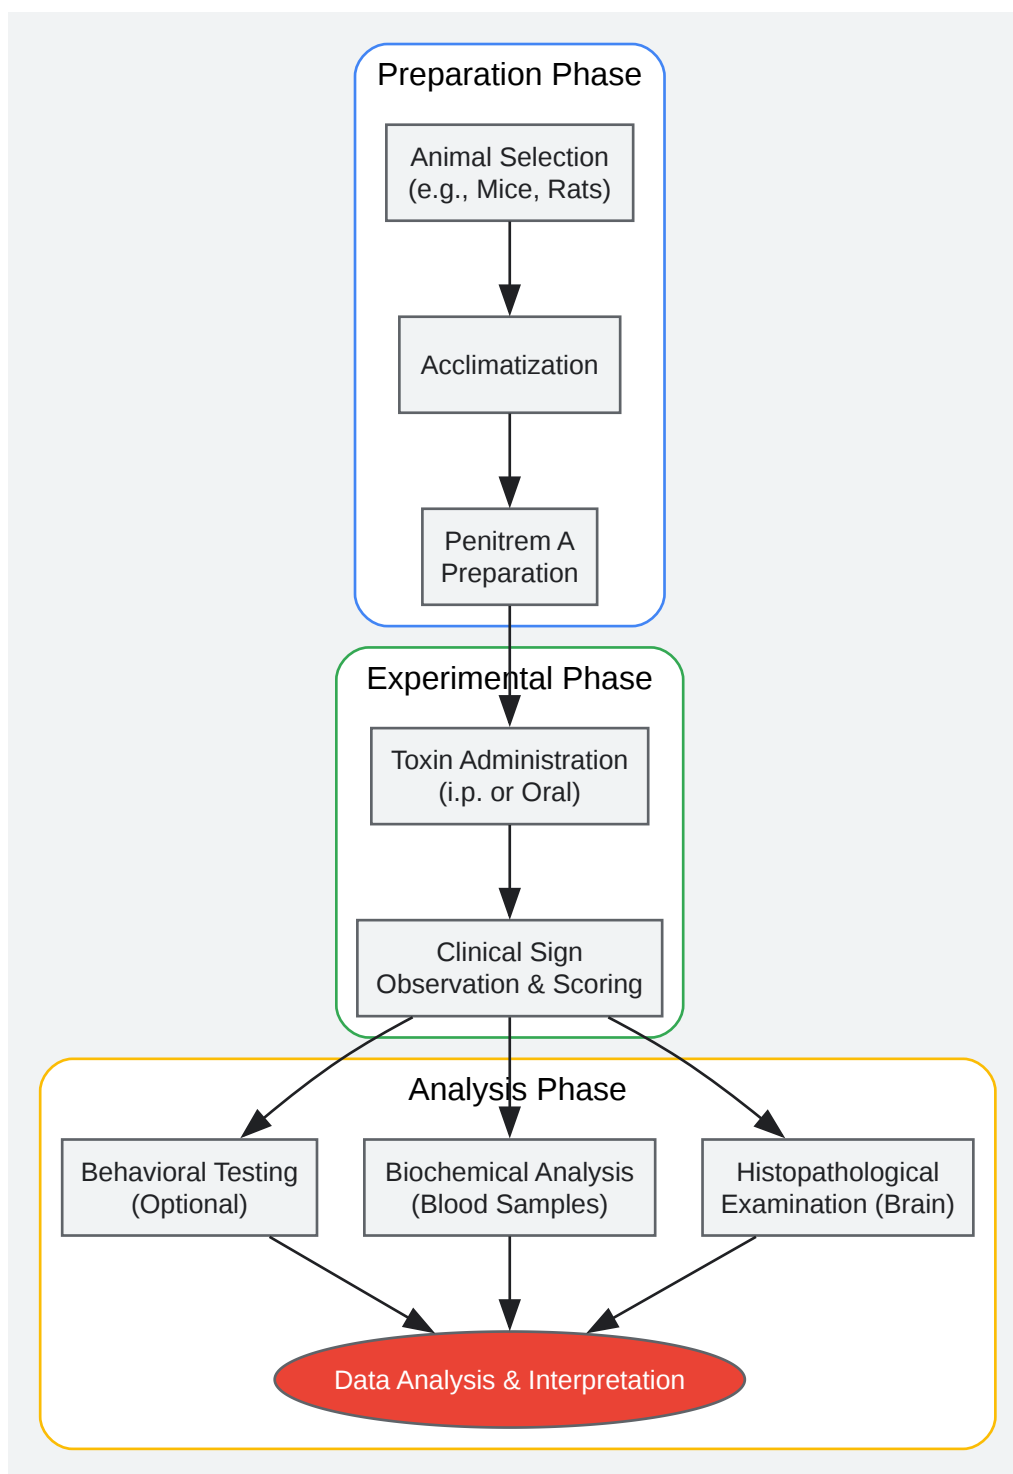 Preparation Phase
Animal Selection
(e.g., Mice, Rats)
Acclimatization
Penitrem A
Preparation
Experimental Phase
Toxin Administration
(i.p. or Oral)
Clinical Sign
Observation & Scoring
Analysis Phase
Behavioral Testing
(Optional)
Biochemical Analysis
(Blood Samples)
Histopathological
Examination (Brain)
Data Analysis & Interpretation